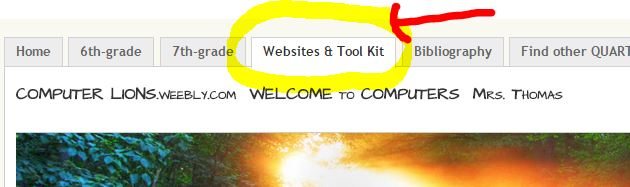 Home 6th-grade 7th-grade Websites & Tool Kit Bibliography Find other QUART
COMPUTER LIONS.WEEBLY.COM WELCOME TO COMPUTERS MRS. THOMAS